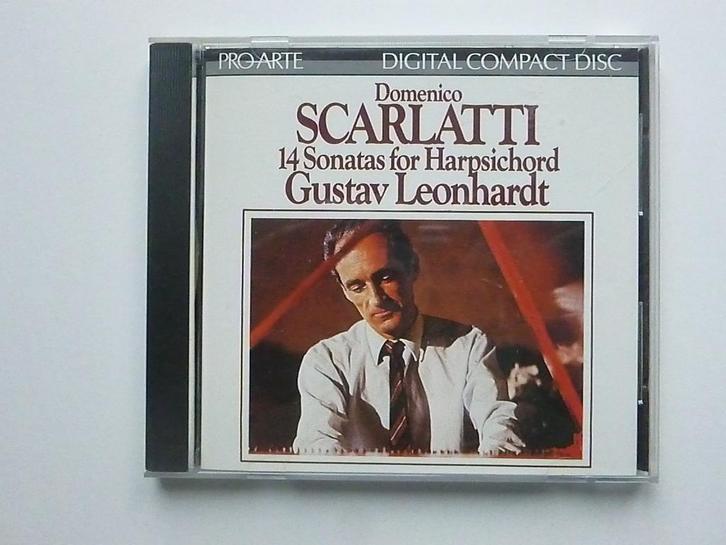 PRO·ARTE DIGITAL COMPACT DISC
Domenico
SCARLATTI
14 Sonatas for Harpsichord
Gustav Leonhardt